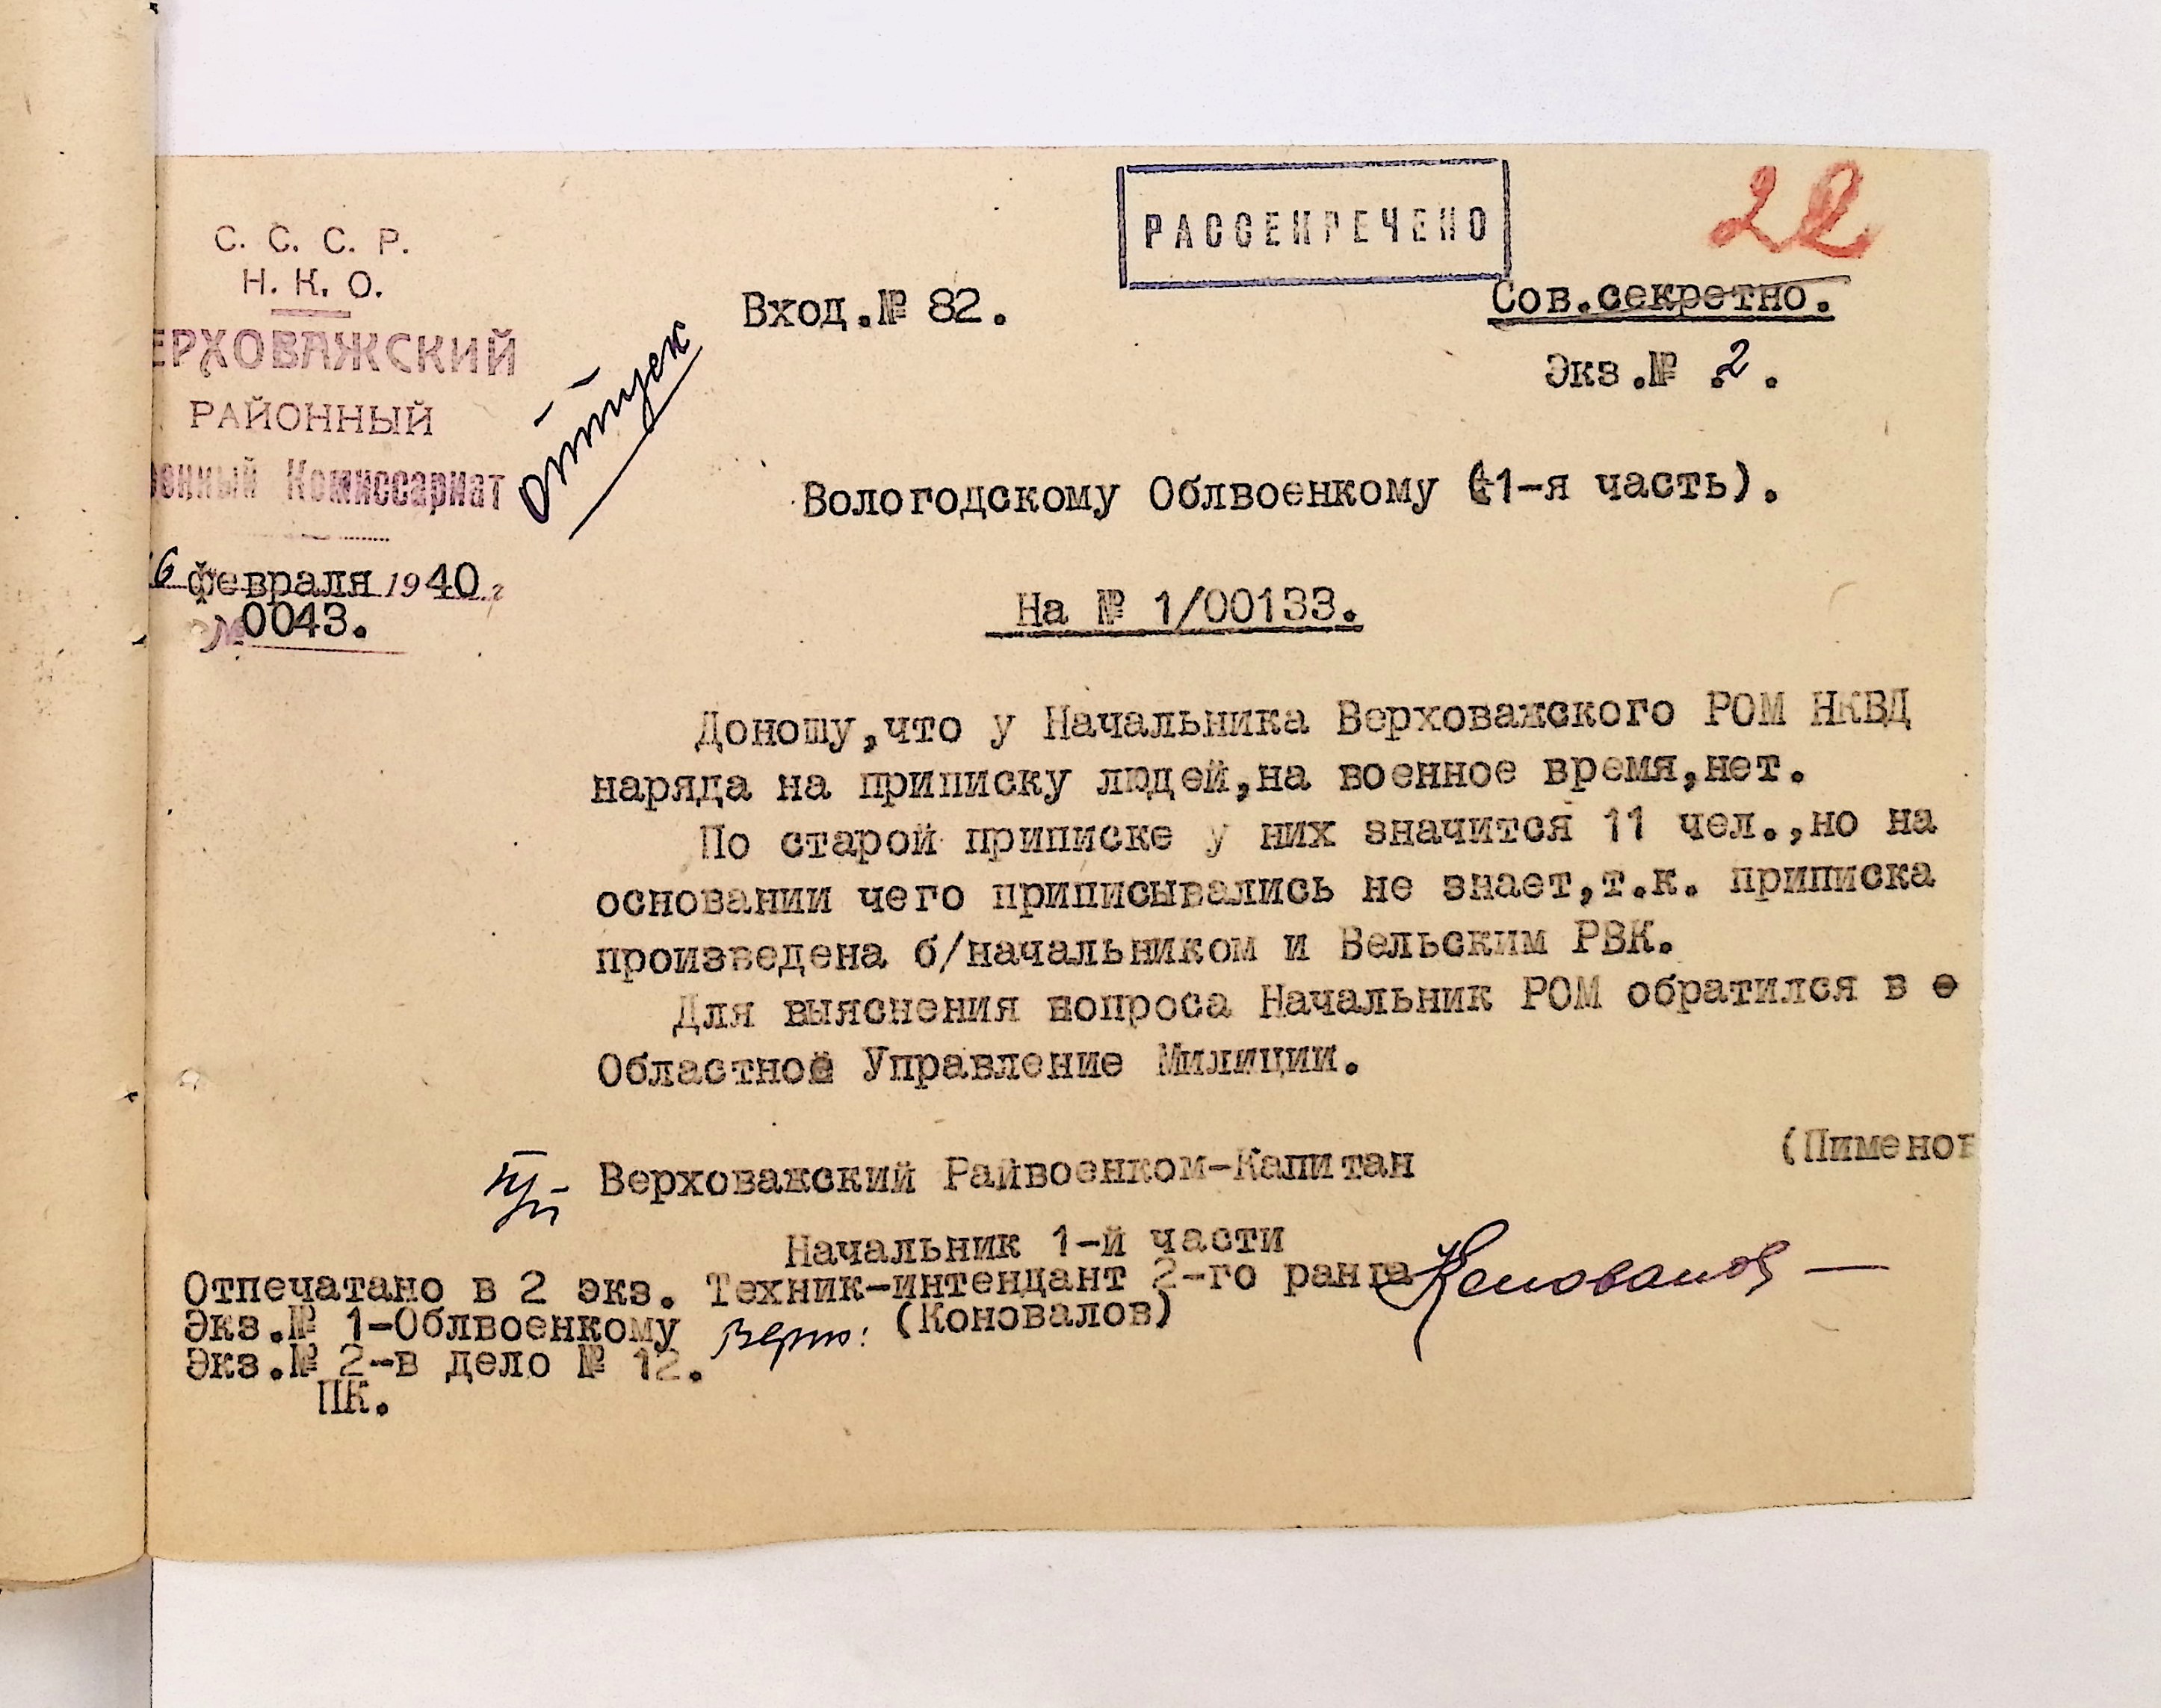 РАССЕКРЕЧЕНО
22
С. С. С. Р.
Н. К. О.
ЕРХОВАЖСКИЙ
РАЙОННЫЙ
енный Комиссариат
6 февраля 1940 г
№ 0043.
Вход.№ 82.
Сов.секретно.
Экз.№ 2.
Вологодскому Облвоенкому (1-я часть).
На № 1/00133.
Доношу,что у Начальника Верховажского РОМ НКВД
наряда на приписку людей,на военное время,нет.
По старой приписке у них значится 11 чел.,но на
основании чего приписывались не знает,т.к. приписка
произведена б/начальником и Вельским РВК.
Для выяснения вопроса Начальник РОМ обратился в о
Областное Управление Милиции.
Верховажский Райвоенком-Капитан (Пименов
Начальник 1-й части
Техник-интендант 2-го ранга Коновалов
(Коновалов)
Верно:
Отпечатано в 2 экз.
Экз.№ 1-Облвоенкому
Экз.№ 2-в дело № 12.
ПК.